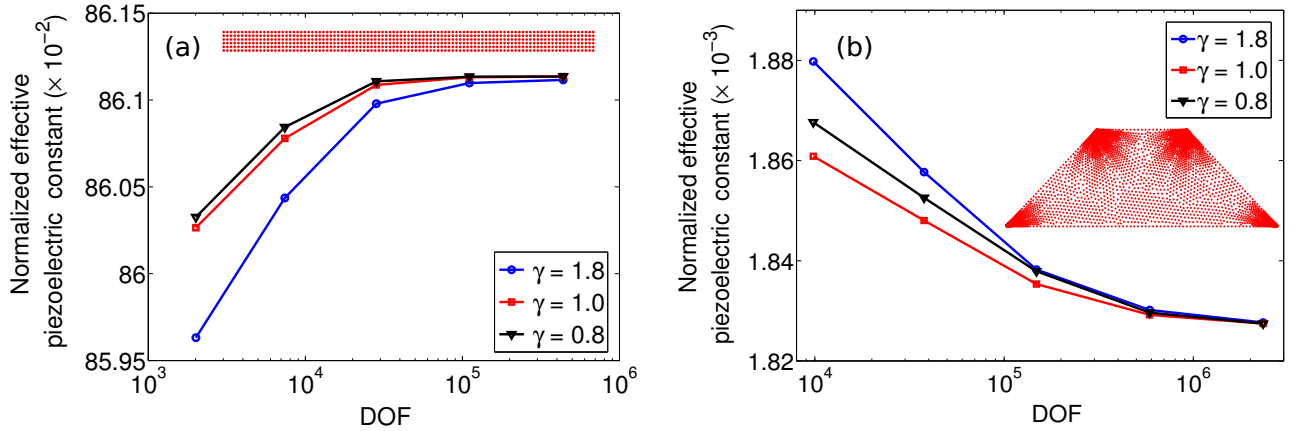 (a)
Normalized effective
piezoelectric constant (× 10⁻²)
86.15
86.1
86.05
86
85.95
10³
10⁴
10⁵
10⁶
DOF
γ = 1.8
γ = 1.0
γ = 0.8
(b)
Normalized effective
piezoelectric constant (× 10⁻³)
1.88
1.86
1.84
1.82
10⁴
10⁵
10⁶
DOF
γ = 1.8
γ = 1.0
γ = 0.8